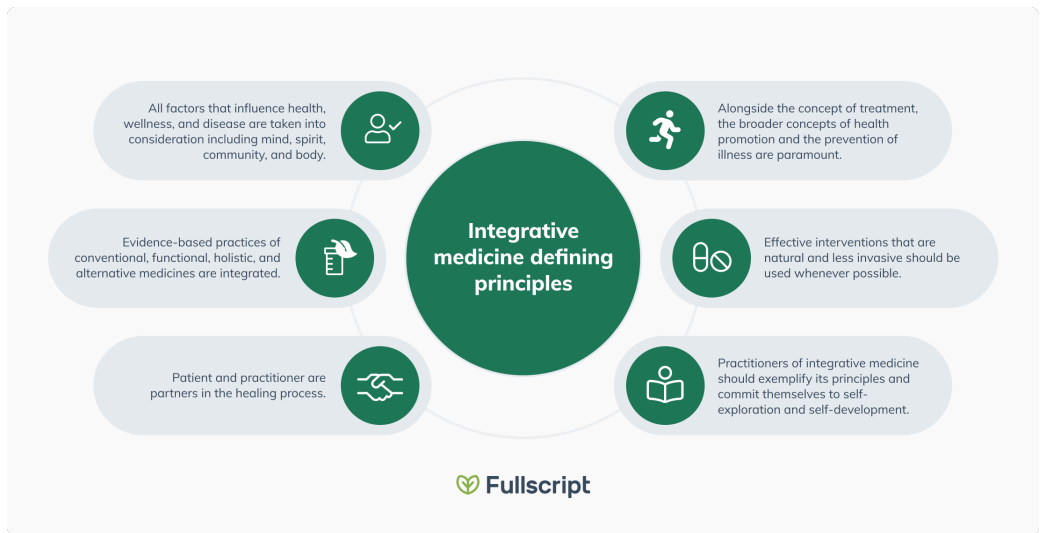 All factors that influence health,
wellness, and disease are taken into
consideration including mind, spirit,
community, and body.
Alongside the concept of treatment,
the broader concepts of health
promotion and the prevention of
illness are paramount.
Evidence-based practices of
conventional, functional, holistic, and
alternative medicines are integrated.
Integrative
medicine defining
principles
Effective interventions that are
natural and less invasive should be
used whenever possible.
Patient and practitioner are
partners in the healing process.
Practitioners of integrative medicine
should exemplify its principles and
commit themselves to self-
exploration and self-development.
Fullscript